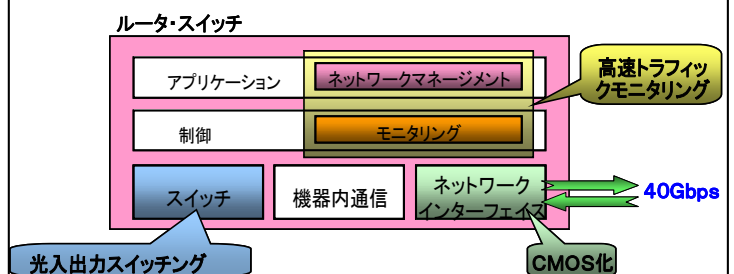 ルータ・スイッチ
アプリケーション
ネットワークマネージメント
高速トラフィッ
クモニタリング
制御
モニタリング
スイッチ
機器内通信
ネットワーク
インターフェイス
40Gbps
光入出力スイッチング
CMOS化